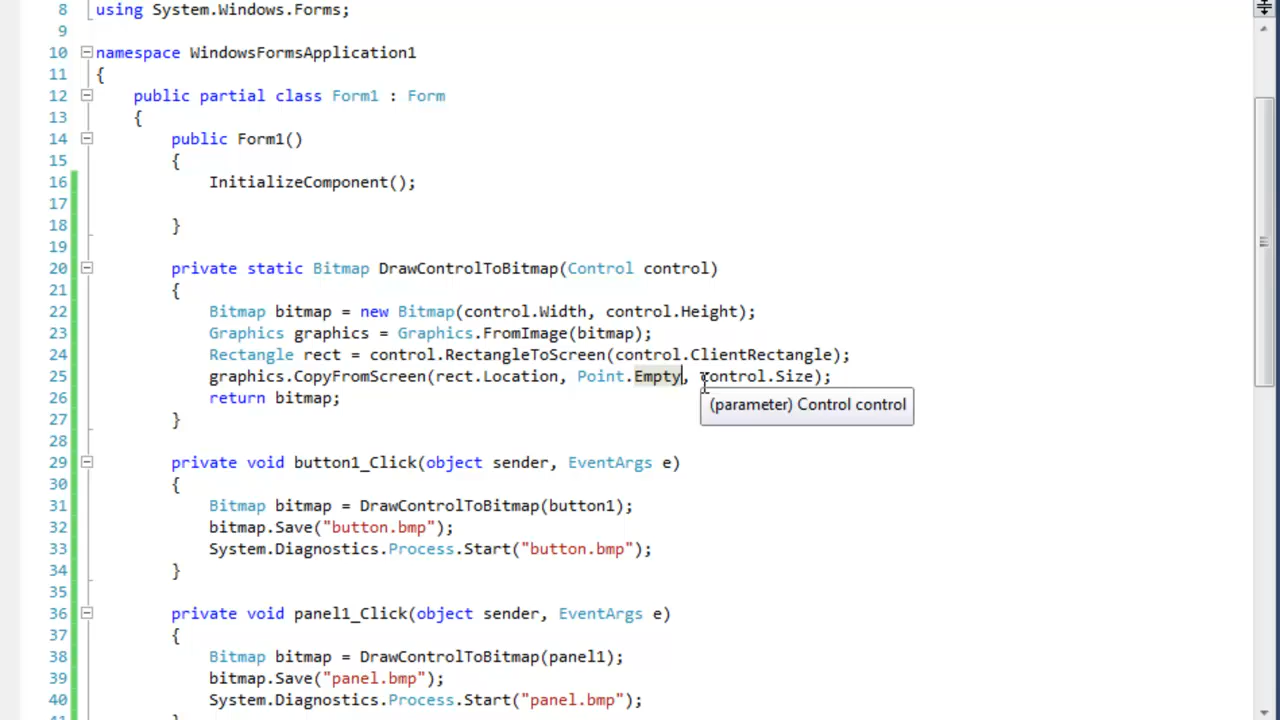 8 using System.Windows.Forms;
9
10 namespace WindowsFormsApplication1
11 {
12 public partial class Form1 : Form
13 {
14 public Form1()
15 {
16 InitializeComponent();
17
18 }
19
20 private static Bitmap DrawControlToBitmap(Control control)
21 {
22 Bitmap bitmap = new Bitmap(control.Width, control.Height);
23 Graphics graphics = Graphics.FromImage(bitmap);
24 Rectangle rect = control.RectangleToScreen(control.ClientRectangle);
25 graphics.CopyFromScreen(rect.Location, Point.Empty, control.Size);
(parameter) Control control
26 return bitmap;
27 }
28
29 private void button1_Click(object sender, EventArgs e)
30 {
31 Bitmap bitmap = DrawControlToBitmap(button1);
32 bitmap.Save("button.bmp");
33 System.Diagnostics.Process.Start("button.bmp");
34 }
35
36 private void panel1_Click(object sender, EventArgs e)
37 {
38 Bitmap bitmap = DrawControlToBitmap(panel1);
39 bitmap.Save("panel.bmp");
40 System.Diagnostics.Process.Start("panel.bmp");
41 }